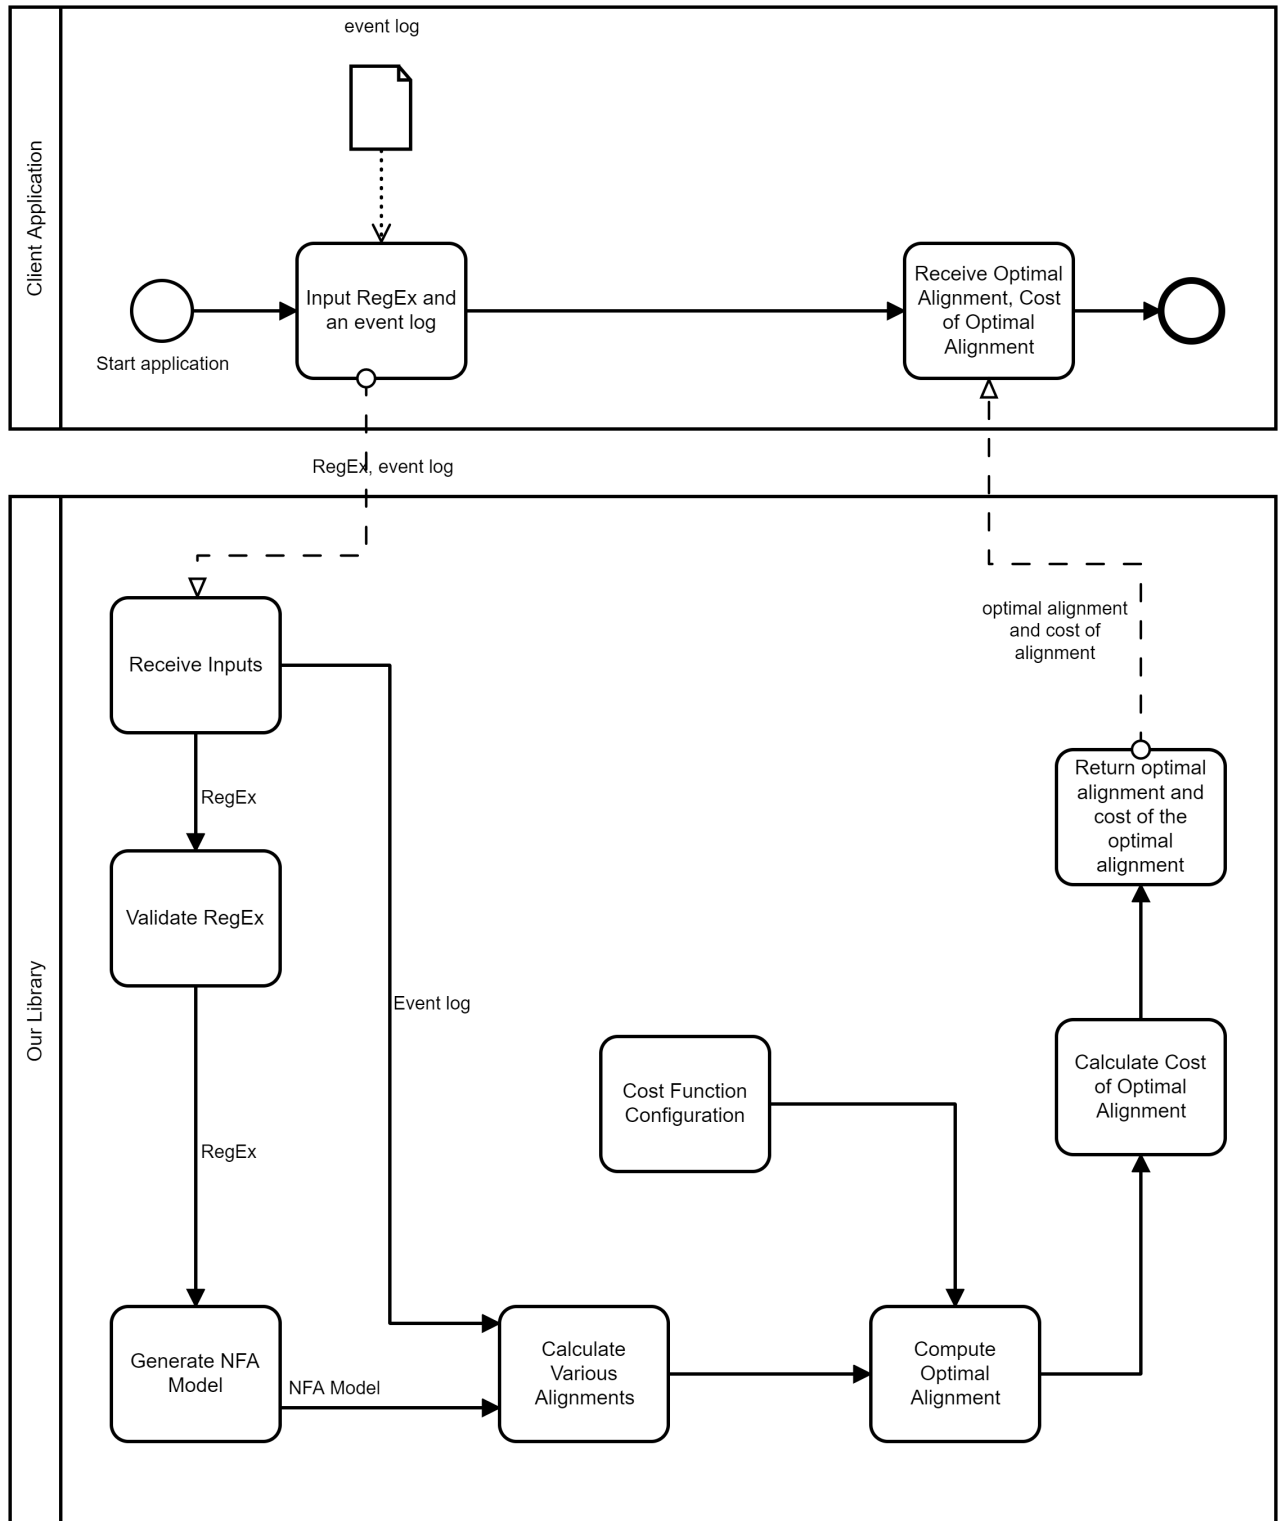 event log
Client Application
Input RegEx and
an event log
Start application
Receive Optimal
Alignment, Cost
of Optimal
Alignment
RegEx, event log
Our Library
Receive Inputs
optimal alignment
and cost of
alignment
RegEx
Return optimal
alignment and
cost of the
optimal
alignment
Validate RegEx
Event log
Cost Function
Configuration
Calculate Cost
of Optimal
Alignment
RegEx
Generate NFA
Model
NFA Model
Calculate
Various
Alignments
Compute
Optimal
Alignment